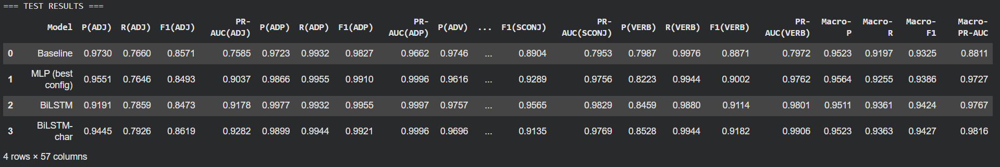 === TEST RESULTS ===
Model P(ADJ) R(ADJ) F1(ADJ) PR-AUC(ADJ) P(ADP) R(ADP) F1(ADP) PR-AUC(ADP) P(ADV) ... F1(SCONJ) PR-AUC(SCONJ) P(VERB) R(VERB) F1(VERB) PR-AUC(VERB) Macro-P Macro-R Macro-F1 Macro-PR-AUC
0 Baseline 0.9730 0.7660 0.8571 0.7585 0.9723 0.9932 0.9827 0.9662 0.9746 ... 0.8904 0.7953 0.7987 0.9976 0.8871 0.7972 0.9523 0.9197 0.9325 0.8811
1 MLP (best config) 0.9551 0.7646 0.8493 0.9037 0.9866 0.9955 0.9910 0.9996 0.9616 ... 0.9289 0.9756 0.8223 0.9944 0.9002 0.9762 0.9564 0.9255 0.9386 0.9727
2 BiLSTM 0.9191 0.7859 0.8473 0.9178 0.9977 0.9932 0.9955 0.9997 0.9757 ... 0.9565 0.9829 0.8459 0.9880 0.9114 0.9801 0.9511 0.9361 0.9424 0.9767
3 BiLSTM-char 0.9445 0.7926 0.8619 0.9282 0.9899 0.9944 0.9921 0.9996 0.9696 ... 0.9135 0.9769 0.8528 0.9944 0.9182 0.9906 0.9523 0.9363 0.9427 0.9816
4 rows × 57 columns